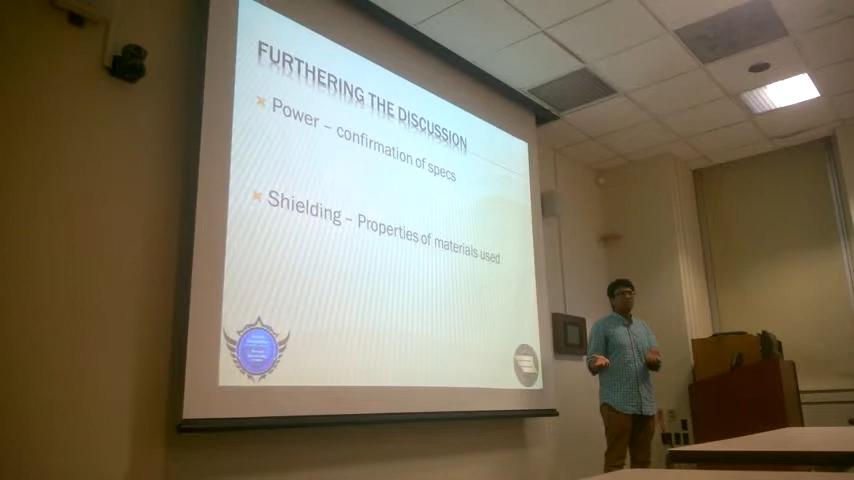 FURTHERING THE DISCUSSION
Power – confirmation of specs
Shielding – Properties of materials used